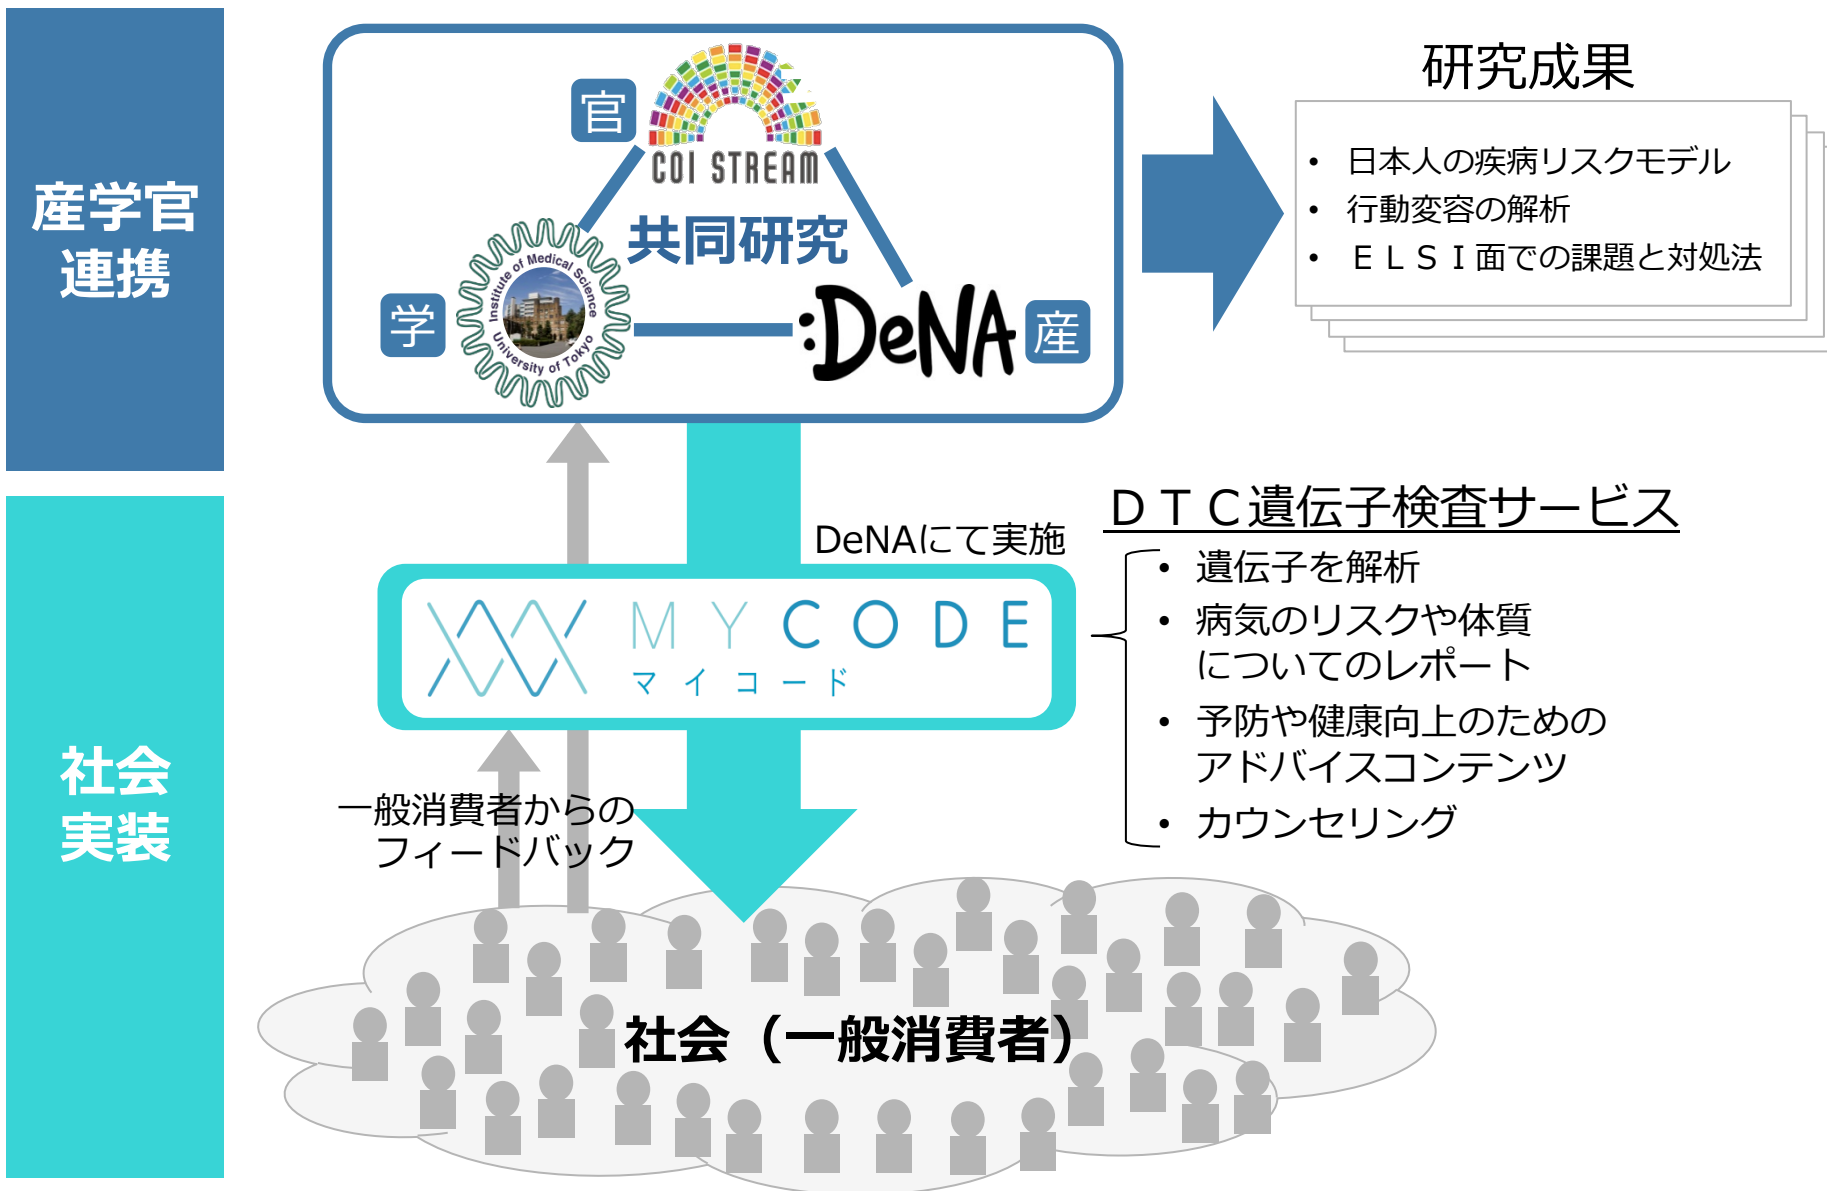 産学官
連携
官
COI STREAM
共同研究
学
Institute of Medical Science
University of Tokyo
:DeNA
産
研究成果
• 日本人の疾病リスクモデル
• 行動変容の解析
• ＥＬＳＩ面での課題と対処法
社会
実装
DeNAにて実施
MYCODE
マイコード
ＤＴＣ遺伝子検査サービス
• 遺伝子を解析
• 病気のリスクや体質
についてのレポート
• 予防や健康向上のための
アドバイスコンテンツ
• カウンセリング
一般消費者からの
フィードバック
社会（一般消費者）